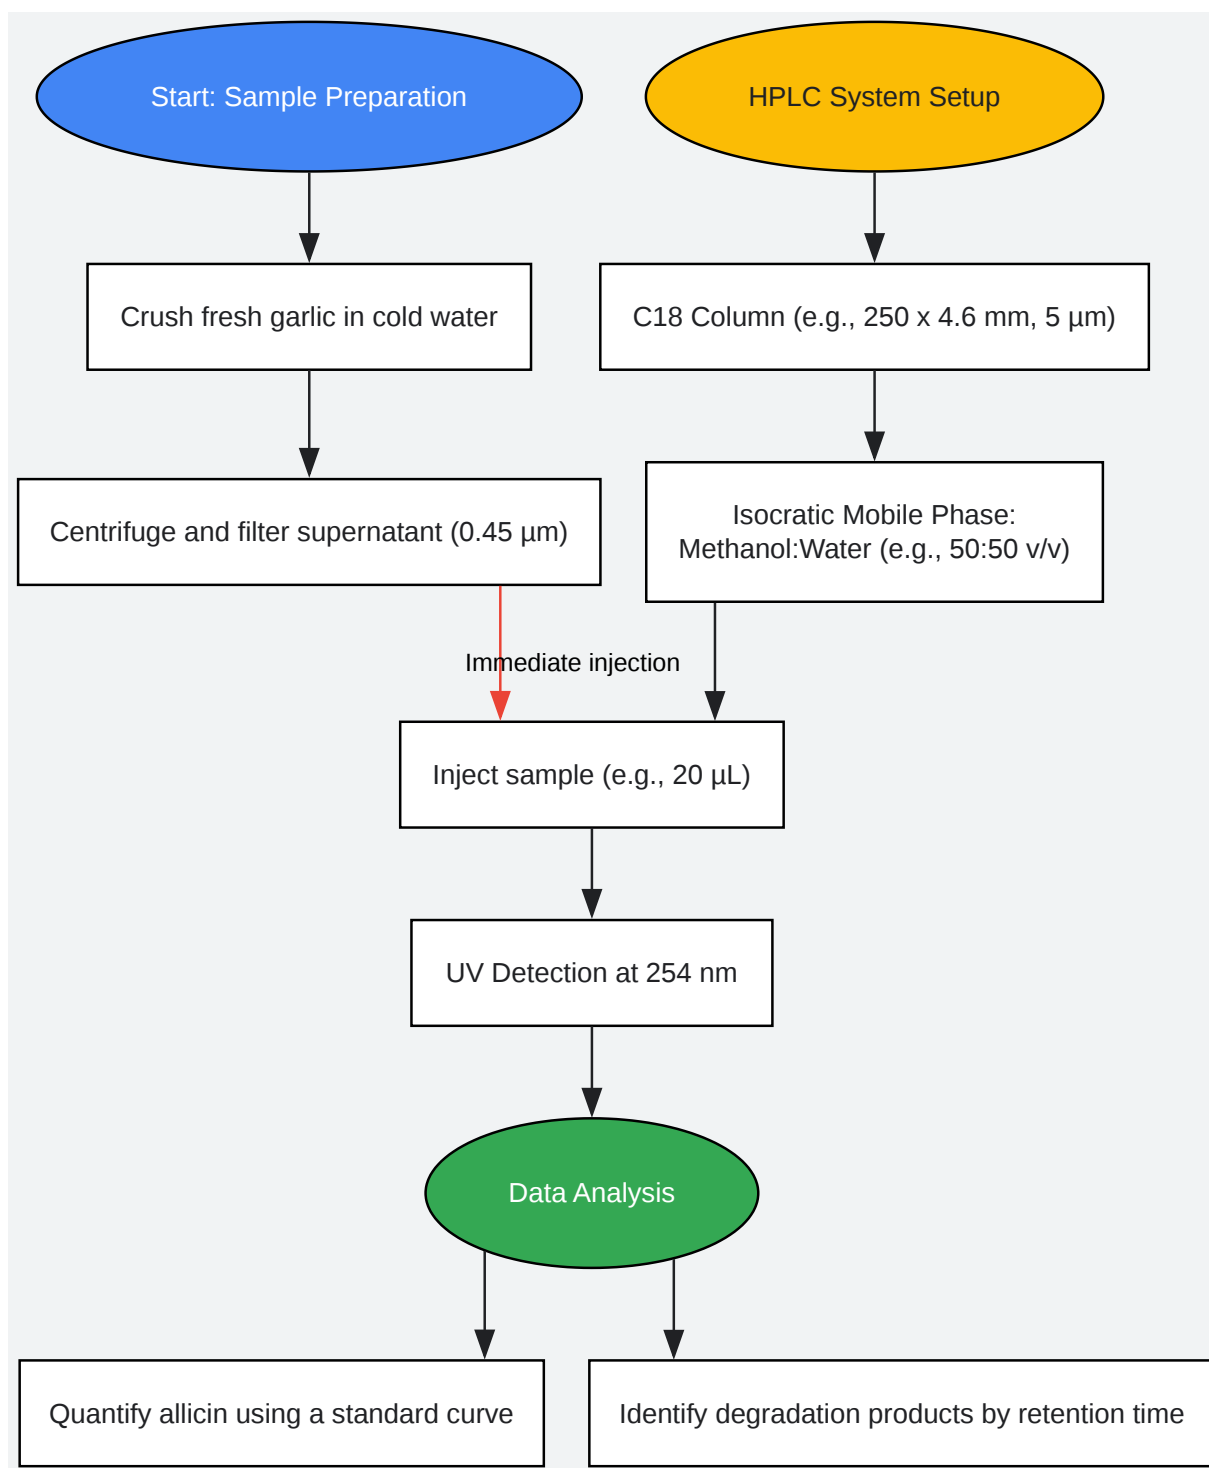 Start: Sample Preparation
HPLC System Setup
Crush fresh garlic in cold water
C18 Column (e.g., 250 x 4.6 mm, 5 µm)
Centrifuge and filter supernatant (0.45 µm)
Isocratic Mobile Phase:
Methanol:Water (e.g., 50:50 v/v)
Immediate injection
Inject sample (e.g., 20 µL)
UV Detection at 254 nm
Data Analysis
Quantify allicin using a standard curve
Identify degradation products by retention time